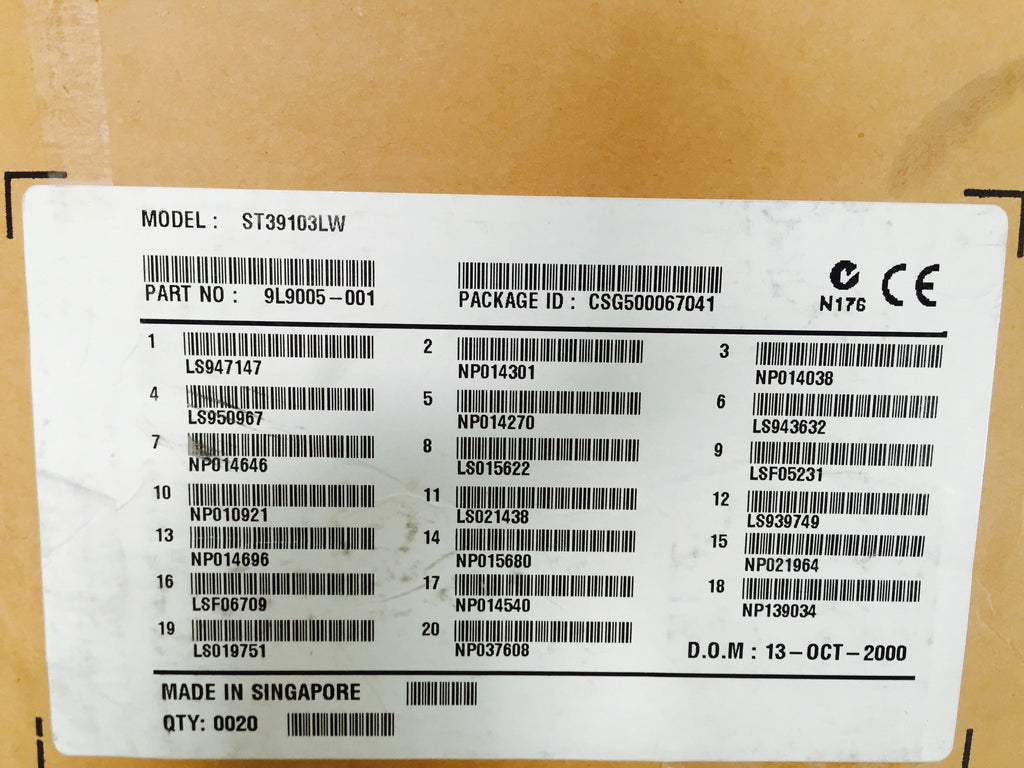 MODEL : ST39103LW
PART NO : 9L9005-001
PACKAGE ID : CSG500067041
N176
CE
1 LS947147
2 NP014301
3 NP014038
4 LS950967
5 NP014270
6 LS943632
7 NP014646
8 LS015622
9 LSF05231
10 NP010921
11 LS021438
12 LS939749
13 NP014696
14 NP015680
15 NP021964
16 LSF06709
17 NP014540
18 NP139034
19 LS019751
20 NP037608
D.O.M : 13-OCT-2000
MADE IN SINGAPORE
QTY: 0020